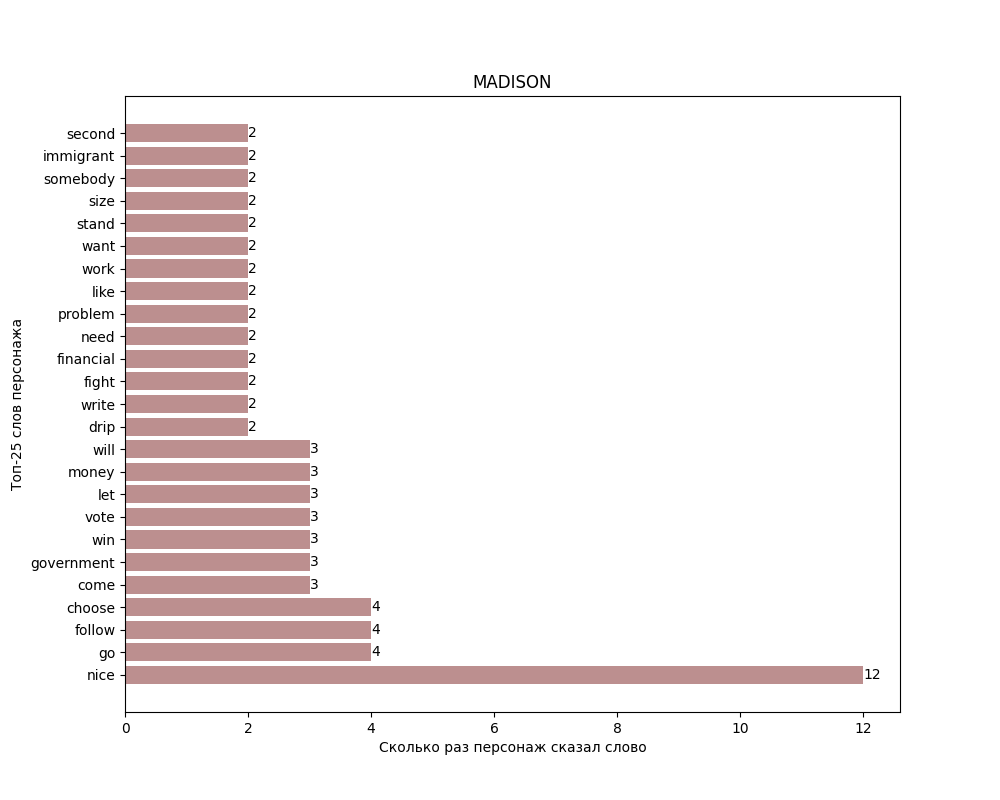 MADISON
Топ-25 слов персонажа
second 2
immigrant 2
somebody 2
size 2
stand 2
want 2
work 2
like 2
problem 2
need 2
financial 2
fight 2
write 2
drip 2
will 3
money 3
let 3
vote 3
win 3
government 3
come 3
choose 4
follow 4
go 4
nice 12
0 2 4 6 8 10 12
Сколько раз персонаж сказал слово